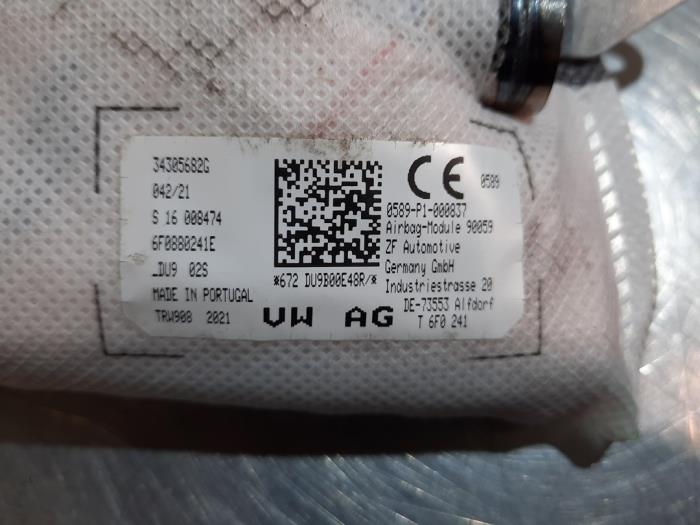 34305682G
042/21
S 16 008474
6F0880241E
_DU9 02S
MADE IN PORTUGAL
TRW908 2021
*672 DU9B00E48R/*
VW AG
CE 0589
0589-P1-000837
Airbag-Module 90059
ZF Automotive
Germany GmbH
Industriestrasse 20
DE-73553 Alfdorf
T 6F0 241